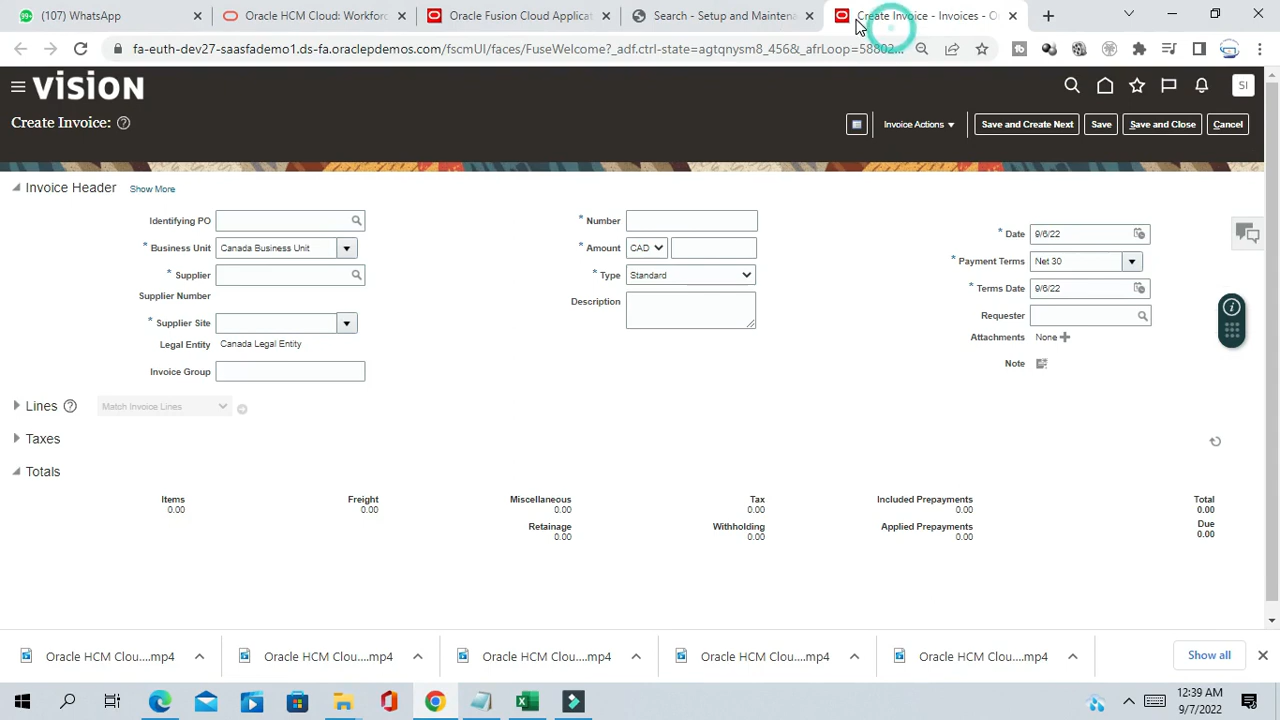 99+ (107) WhatsApp
Oracle HCM Cloud: Workforc
Oracle Fusion Cloud Applicat
Search - Setup and Maintena
Create Invoice - Invoices - O
fa-euth-dev27-saasfademo1.ds-fa.oraclepdemos.com/fscmUI/faces/FuseWelcome?_adf.ctrl-state=agtqnysm8_456&_afrLoop=58802...
vision
SI
Create Invoice: ?
Invoice Actions
Save and Create Next
Save
Save and Close
Cancel
Invoice Header Show More
Identifying PO
* Number
* Date 9/6/22
* Business Unit Canada Business Unit
* Amount CAD
* Payment Terms Net 30
* Supplier
* Type Standard
* Terms Date 9/6/22
Supplier Number
Description
Requester
* Supplier Site
Attachments None
Legal Entity Canada Legal Entity
Note
Invoice Group
Lines ? Match Invoice Lines
Taxes
Totals
Items Freight Miscellaneous Tax Included Prepayments Total
0.00 0.00 0.00 0.00 0.00 0.00
Retainage Withholding Applied Prepayments Due
0.00 0.00 0.00 0.00
Oracle HCM Clou....mp4
Oracle HCM Clou....mp4
Oracle HCM Clou....mp4
Oracle HCM Clou....mp4
Oracle HCM Clou....mp4
Show all
12:39 AM
9/7/2022